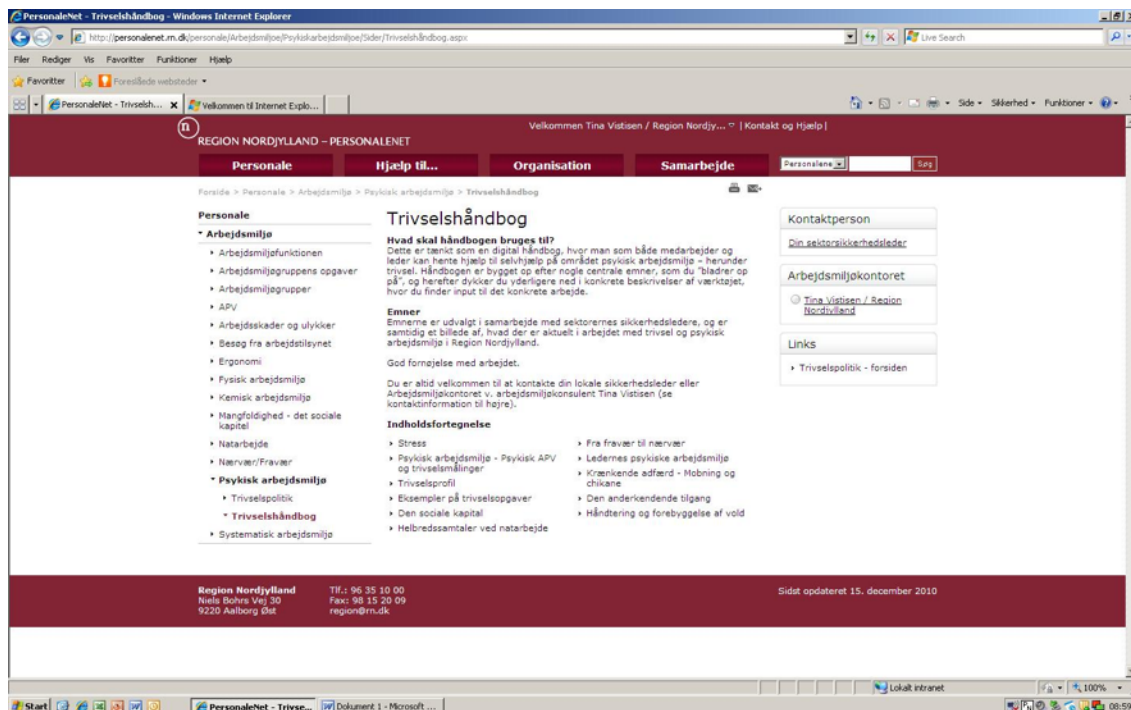 PersonaleNet - Trivselshåndbog - Windows Internet Explorer
http://personalenet.rn.dk/personale/Arbejdsmiljoe/Psykiskarbejdsmiljoe/Sider/Trivselshåndbog.aspx
Live Search
Filer Rediger Vis Favoritter Funktioner Hjælp
Favoritter Foreslåede websteder
PersonaleNet - Trivselsh... Velkommen til Internet Explo...
Side Sikkerhed Funktioner
n
Velkommen Tina Vistisen / Region Nordjy... | Kontakt og Hjælp |
REGION NORDJYLLAND – PERSONALENET
Personale Hjælp til... Organisation Samarbejde Personalene Søg
Forside > Personale > Arbejdsmiljø > Psykisk arbejdsmiljø > Trivselshåndbog
Personale
Arbejdsmiljø
Arbejdsmiljøfunktionen
Arbejdsmiljøgruppens opgaver
Arbejdsmiljøgrupper
APV
Arbejdsskader og ulykker
Besøg fra arbejdstilsynet
Ergonomi
Fysisk arbejdsmiljø
Kemisk arbejdsmiljø
Mangfoldighed - det sociale
kapitel
Natarbejde
Nærvær/Fravær
Psykisk arbejdsmiljø
Trivselspolitik
Trivselshåndbog
Systematisk arbejdsmiljø
Trivselshåndbog
Hvad skal håndbogen bruges til?
Dette er tænkt som en digital håndbog, hvor man som både medarbejder og
leder kan hente hjælp til selvhjælp på området psykisk arbejdsmiljø – herunder
trivsel. Håndbogen er bygget op efter nogle centrale emner, som du "bladrer op
på", og herefter dykker du yderligere ned i konkrete beskrivelser af værktøjet,
hvor du finder input til det konkrete arbejde.
Emner
Emnerne er udvalgt i samarbejde med sektorernes sikkerhedsledere, og er
samtidig et billede af, hvad der er aktuelt i arbejdet med trivsel og psykisk
arbejdsmiljø i Region Nordjylland.
God fornøjelse med arbejdet.
Du er altid velkommen til at kontakte din lokale sikkerhedsleder eller
Arbejdsmiljøkontoret v. arbejdsmiljøkonsulent Tina Vistisen (se
kontaktinformation til højre).
Indholdsfortegnelse
Stress
Psykisk arbejdsmiljø - Psykisk APV
og trivselsmålinger
Trivselsprofil
Eksempler på trivselsopgaver
Den sociale kapital
Helbredssamtaler ved natarbejde
Fra fravær til nærvær
Ledernes psykiske arbejdsmiljø
Krænkende adfærd - Mobning og
chikane
Den anderkendende tilgang
Håndtering og forebyggelse af vold
Kontaktperson
Din sektorsikkerhedsleder
Arbejdsmiljøkontoret
Tina Vistisen / Region
Nordjylland
Links
Trivselspolitik - forsiden
Region Nordjylland
Niels Bohrs Vej 30
9220 Aalborg Øst
Tlf.: 96 35 10 00
Fax: 98 15 20 09
region@rn.dk
Sidst opdateret 15. december 2010
Lokalt intranet 100%
Start PersonaleNet - Trivse... Dokument 1 - Microsoft ... 08:59